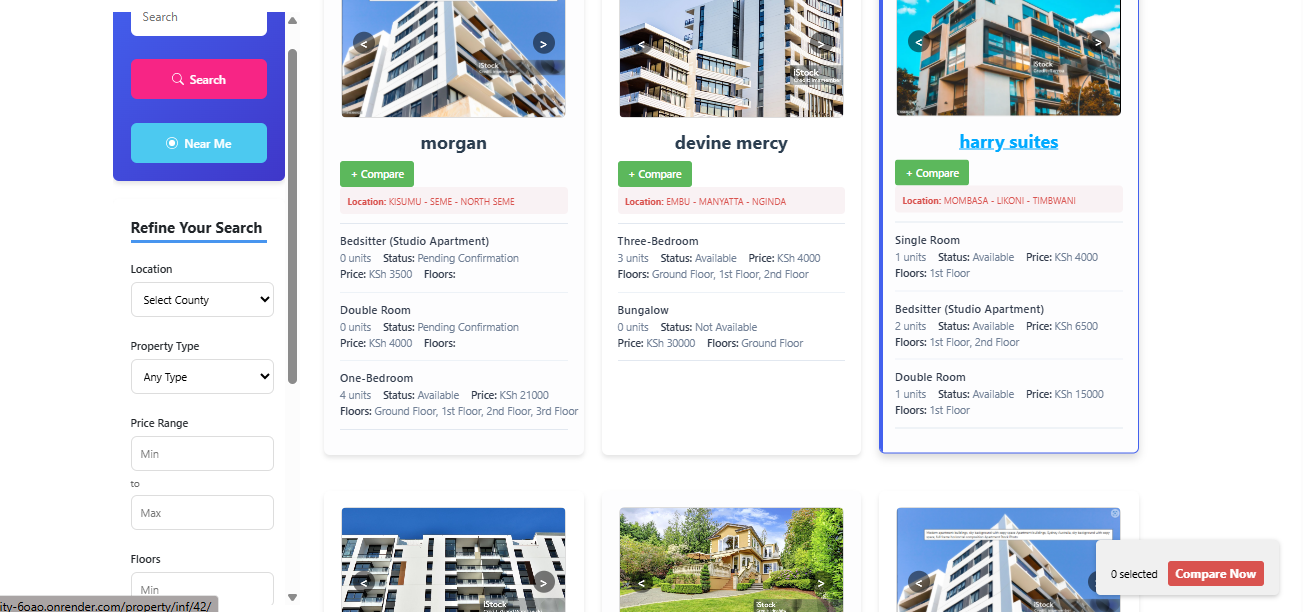 Search
Search
Near Me
Refine Your Search
Location
Select County
Property Type
Any Type
Price Range
Min
to
Max
Floors
Min
ity-6oao.onrender.com/property/inf/42/
< >
iStock
morgan
+ Compare
Location: KISUMU - SEME - NORTH SEME
Bedsitter (Studio Apartment)
0 units Status: Pending Confirmation
Price: KSh 3500 Floors:
Double Room
0 units Status: Pending Confirmation
Price: KSh 4000 Floors:
One-Bedroom
4 units Status: Available Price: KSh 21000
Floors: Ground Floor, 1st Floor, 2nd Floor, 3rd Floor
< >
iStock
devine mercy
+ Compare
Location: EMBU - MANYATTA - NGINDA
Three-Bedroom
3 units Status: Available Price: KSh 4000
Floors: Ground Floor, 1st Floor, 2nd Floor
Bungalow
0 units Status: Not Available
Price: KSh 30000 Floors: Ground Floor
< >
iStock
harry suites
+ Compare
Location: MOMBASA - LIKONI - TIMBWANI
Single Room
1 units Status: Available Price: KSh 4000
Floors: 1st Floor
Bedsitter (Studio Apartment)
2 units Status: Available Price: KSh 6500
Floors: 1st Floor, 2nd Floor
Double Room
1 units Status: Available Price: KSh 15000
Floors: 1st Floor
< >
iStock
< >
iStock
<
iStock
0 selected
Compare Now